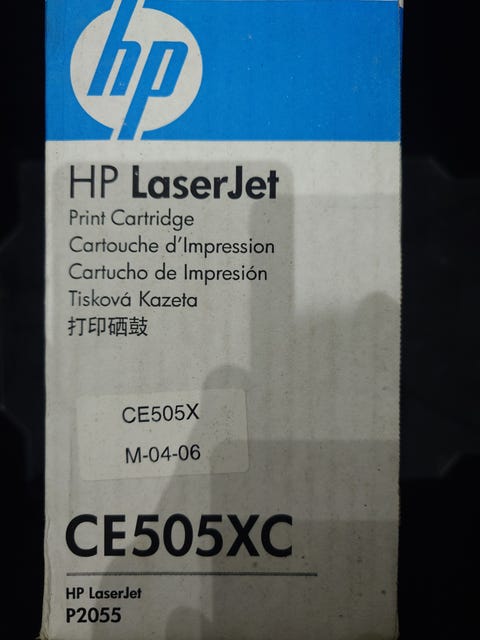 hp
HP LaserJet
Print Cartridge
Cartouche d'Impression
Cartucho de Impresión
Tisková Kazeta
打印硒鼓
CE505X
M-04-06
CE505XC
HP LaserJet
P2055